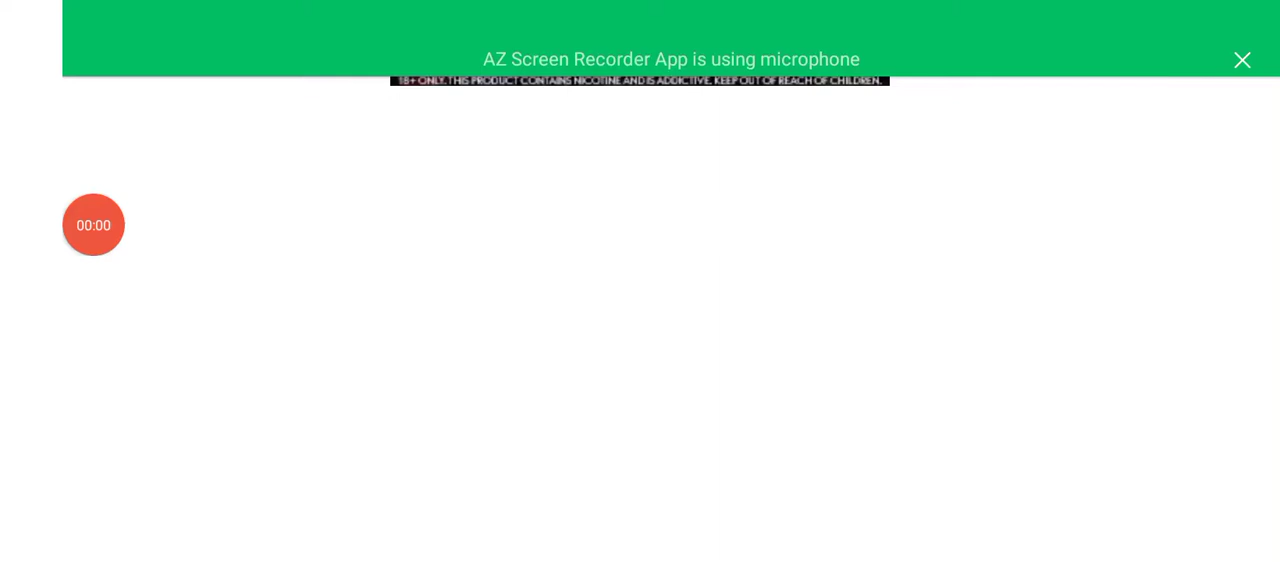 AZ Screen Recorder App is using microphone
18+ ONLY. THIS PRODUCT CONTAINS NICOTINE AND IS ADDICTIVE. KEEP OUT OF REACH OF CHILDREN.
00:00